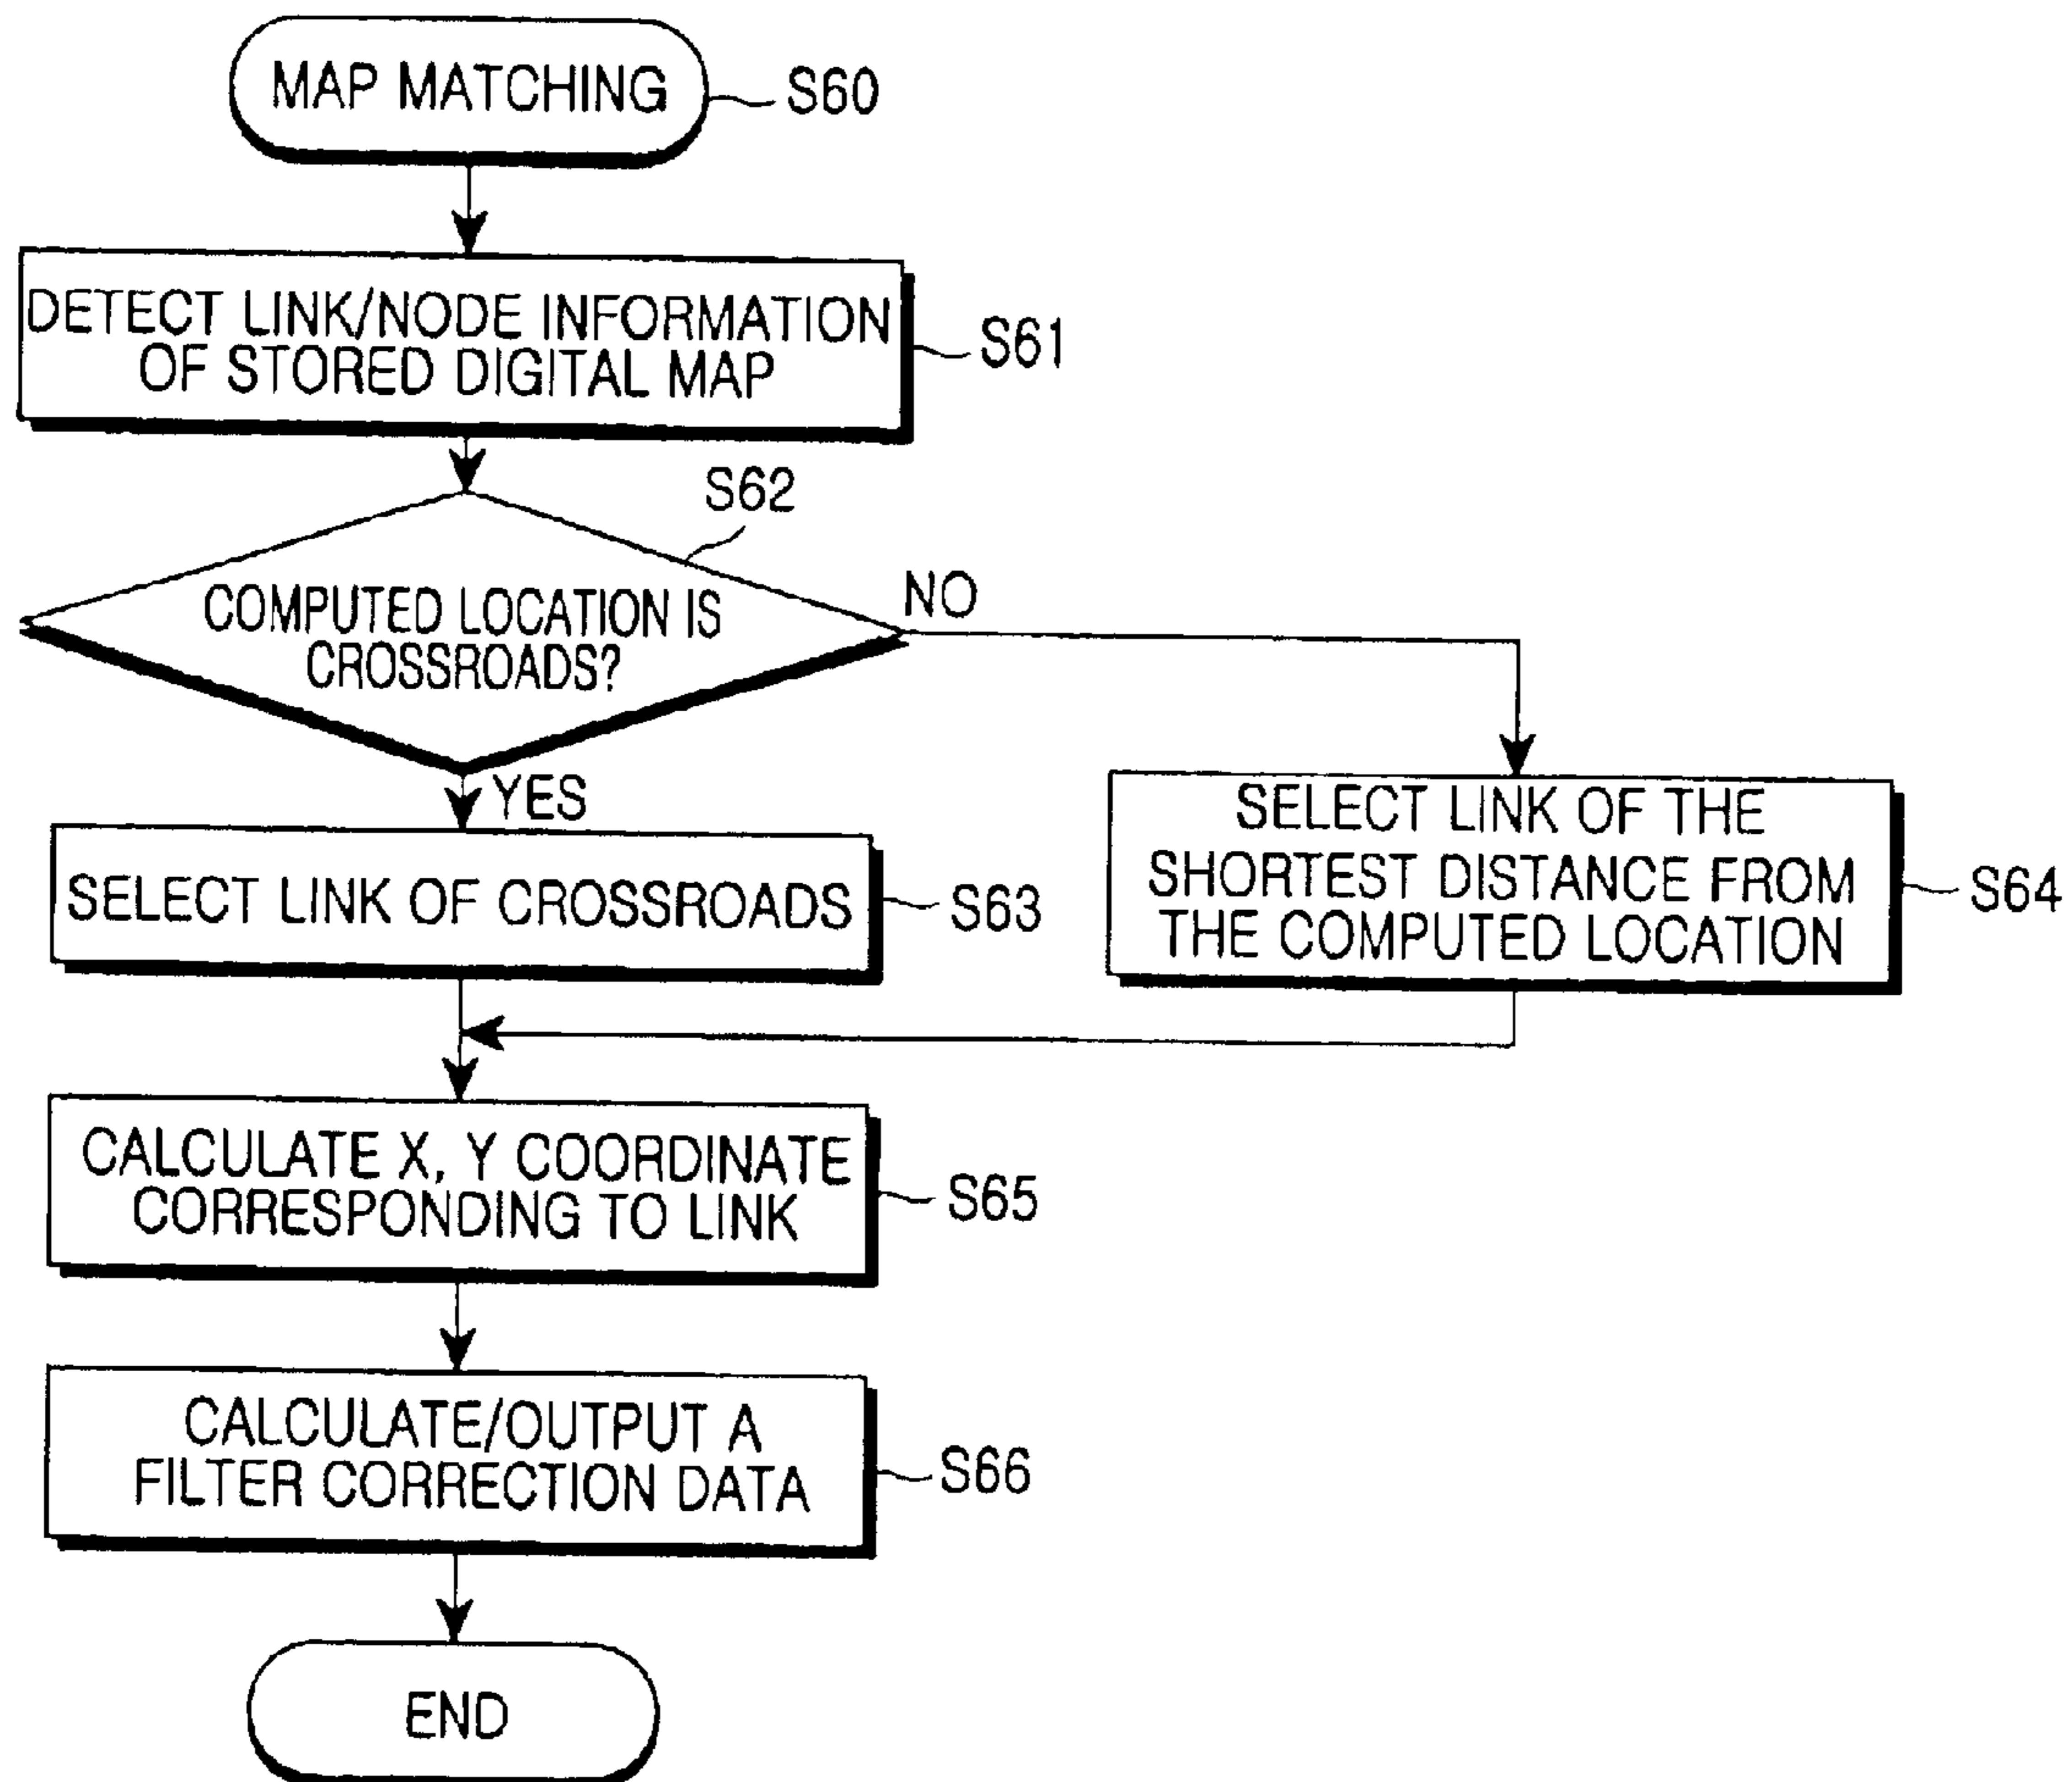 MAP MATCHING
S60
DETECT LINK/NODE INFORMATION
OF STORED DIGITAL MAP
S61
S62
COMPUTED LOCATION IS
CROSSROADS?
NO
YES
SELECT LINK OF CROSSROADS
S63
SELECT LINK OF THE
SHORTEST DISTANCE FROM
THE COMPUTED LOCATION
S64
CALCULATE X, Y COORDINATE
CORRESPONDING TO LINK
S65
CALCULATE/OUTPUT A
FILTER CORRECTION DATA
S66
END